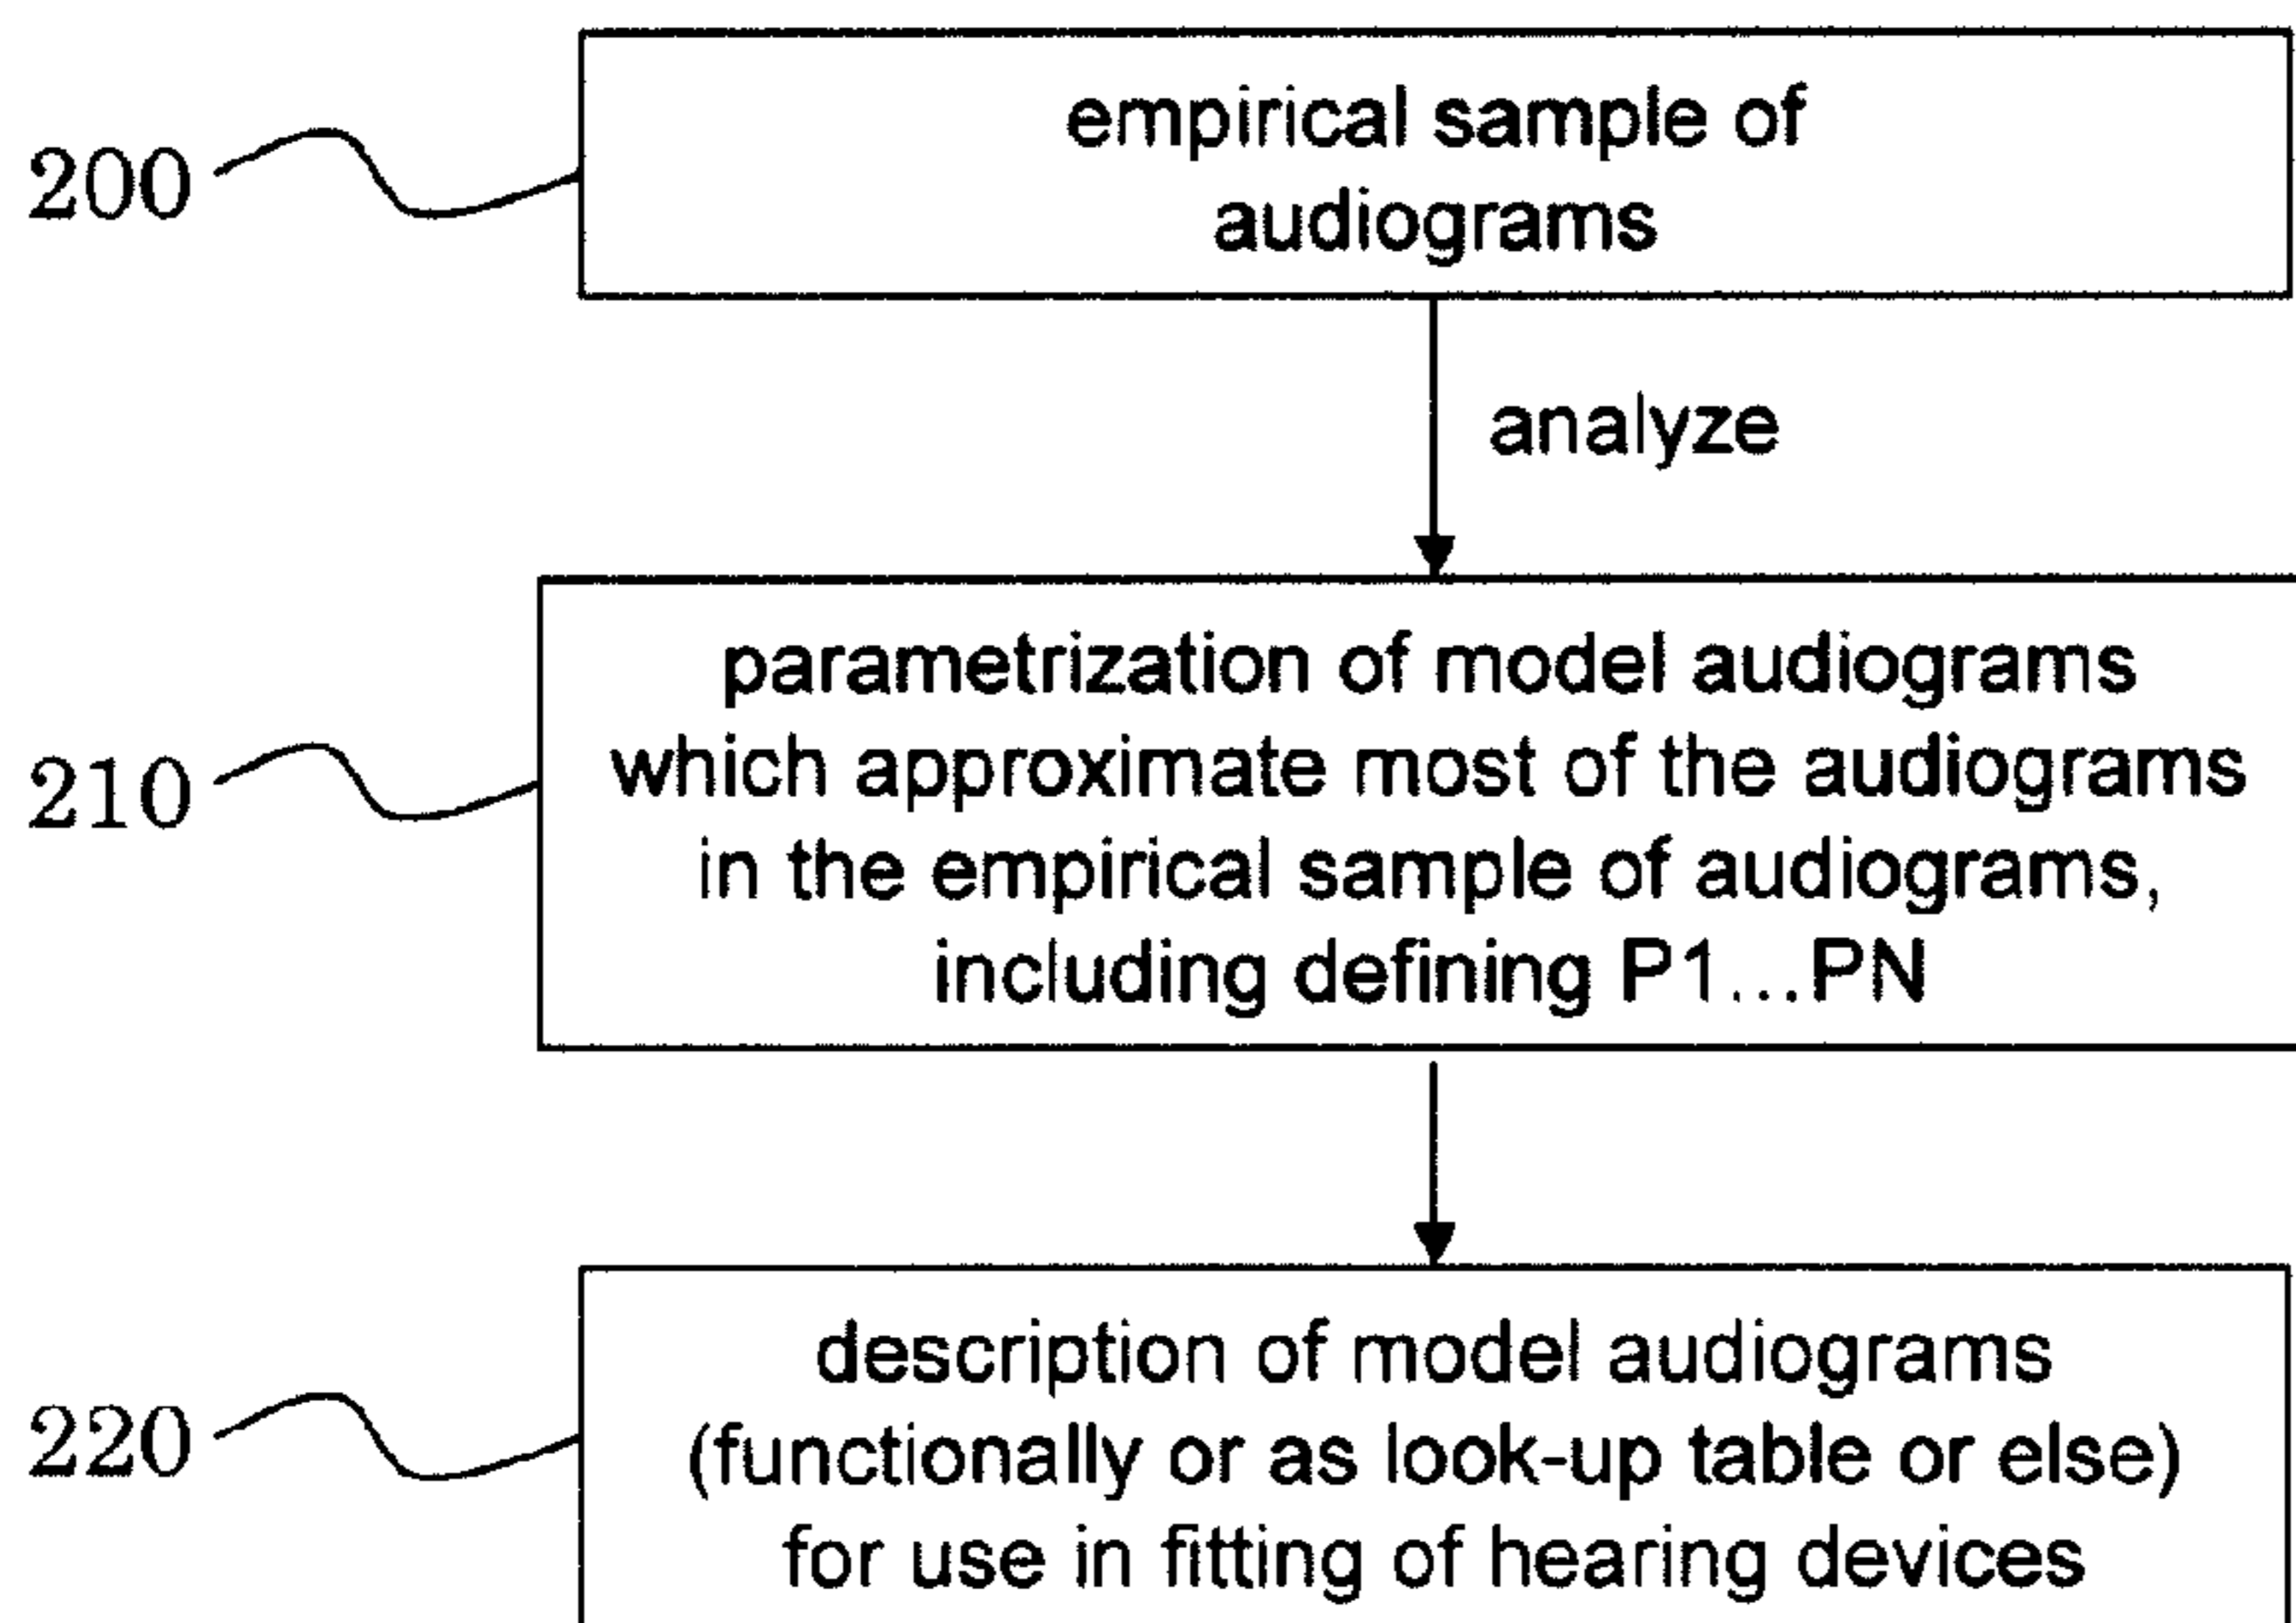 200
empirical sample of
audiograms
analyze
210
parametrization of model audiograms
which approximate most of the audiograms
in the empirical sample of audiograms,
including defining P1...PN
220
description of model audiograms
(functionally or as look-up table or else)
for use in fitting of hearing devices